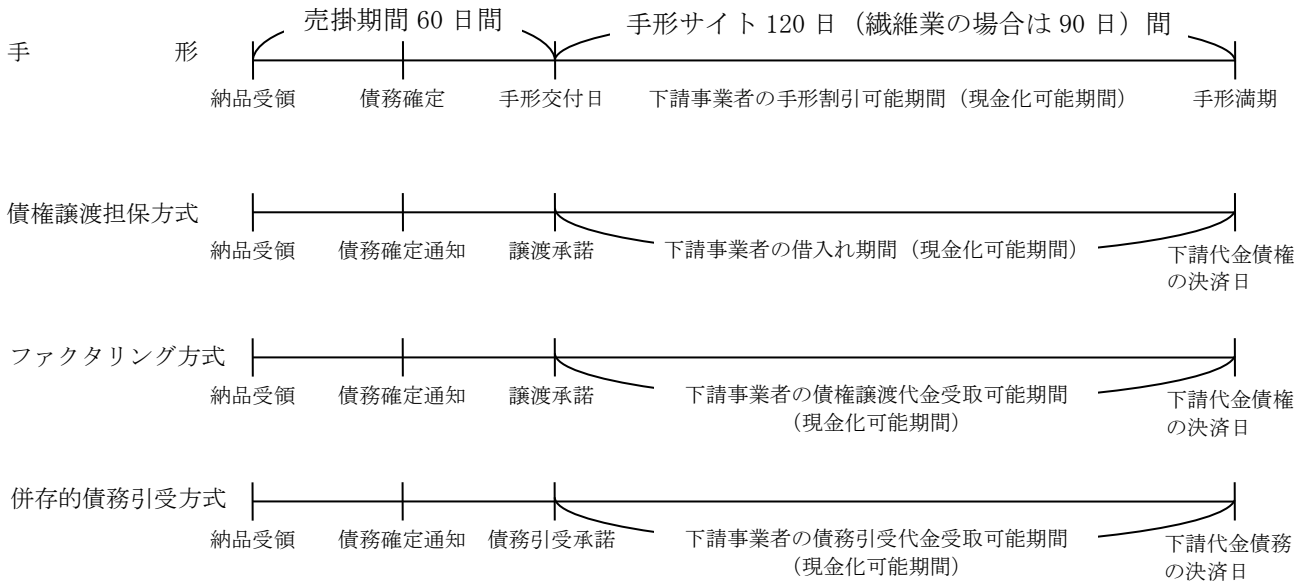 売掛期間 60 日間
手形サイト 120 日（繊維業の場合は 90 日）間
手形
納品受領
債務確定
手形交付日
下請事業者の手形割引可能期間（現金化可能期間）
手形満期
債権譲渡担保方式
納品受領
債務確定通知
譲渡承諾
下請事業者の借入れ期間（現金化可能期間）
下請代金債権
の決済日
ファクタリング方式
納品受領
債務確定通知
譲渡承諾
下請事業者の債権譲渡代金受取可能期間
（現金化可能期間）
下請代金債権
の決済日
併存的債務引受方式
納品受領
債務確定通知
債務引受承諾
下請事業者の債務引受代金受取可能期間
（現金化可能期間）
下請代金債務
の決済日